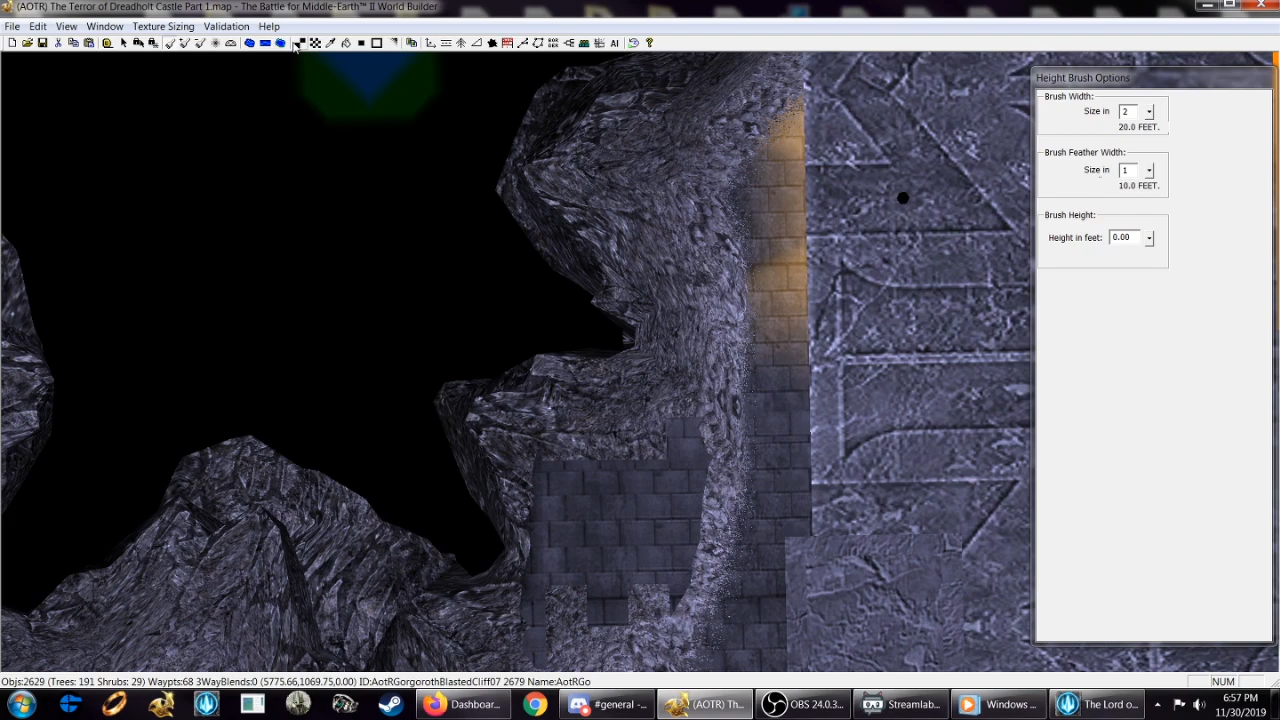 (AOTR) The Terror of Dreadholt Castle Part 1.map - The Battle for Middle-Earth™ II World Builder
File Edit View Window Texture Sizing Validation Help
AI
Height Brush Options
Brush Width:
Size in 2
20.0 FEET.
Brush Feather Width:
Size in 1
10.0 FEET.
Brush Height:
Height in feet: 0.00
Objs:2629 (Trees: 191 Shrubs: 29) Waypts:68 3WayBlends:0 (5775.66,1069.75,0.00) ID:AotRGorgorothBlastedCliff07 2679 Name:AotRGo
NUM
Dashboar...
#general -...
(AOTR) Th...
OBS 24.0.3...
Streamlab...
Windows ...
The Lord o...
6:57 PM
11/30/2019